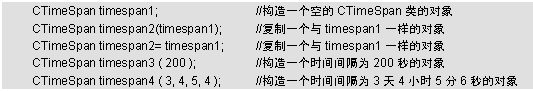 CTimeSpan timespan1; //构造一个空的 CTimeSpan 类的对象
CTimeSpan timespan2(timespan1); //复制一个与 timespan1 一样的对象
CTimeSpan timespan2= timespan1; //复制一个与 timespan1 一样的对象
CTimeSpan timespan3 ( 200 ); //构造一个时间间隔为 200 秒的对象
CTimeSpan timespan4 ( 3, 4, 5, 4 ); //构造一个时间间隔为 3 天 4 小时 5 分 6 秒的对象